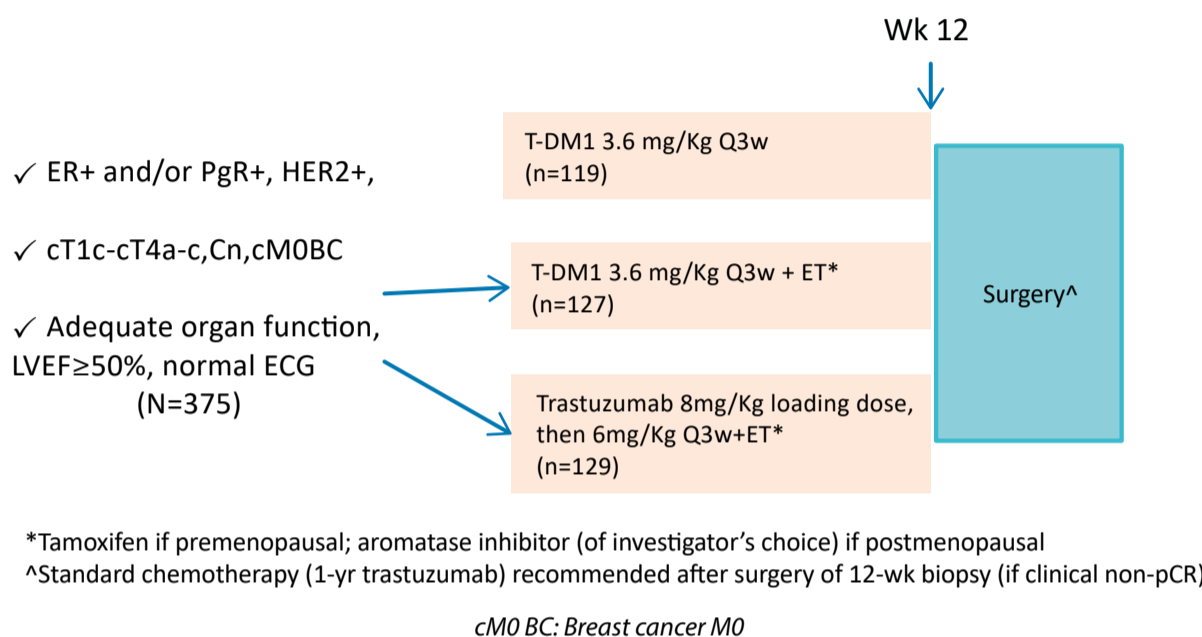 Wk 12
✓ ER+ and/or PgR+, HER2+,
✓ cT1c-cT4a-c,Cn,cM0BC
✓ Adequate organ function,
LVEF≥50%, normal ECG
(N=375)
T-DM1 3.6 mg/Kg Q3w
(n=119)
T-DM1 3.6 mg/Kg Q3w + ET*
(n=127)
Trastuzumab 8mg/Kg loading dose,
then 6mg/Kg Q3w+ET*
(n=129)
Surgery^
*Tamoxifen if premenopausal; aromatase inhibitor (of investigator’s choice) if postmenopausal
^Standard chemotherapy (1-yr trastuzumab) recommended after surgery of 12-wk biopsy (if clinical non-pCR)
cM0 BC: Breast cancer M0